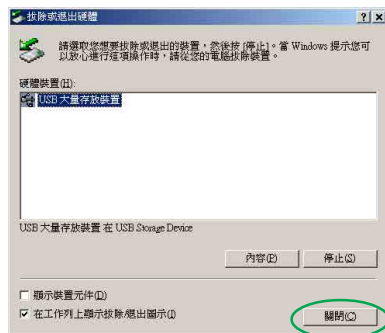 拔除或退出硬體
請選取您想要拔除或退出的裝置，然後按 [停止]。當 Windows 提示您可
以放心進行這項操作時，請從您的電腦拔除裝置。
硬體裝置(H):
USB 大量存放裝置
USB 大量存放裝置 在 USB Storage Device
內容(P) 停止(S)
顯示裝置元件(D)
在工作列上顯示拔除/退出圖示(I)
關閉(C)